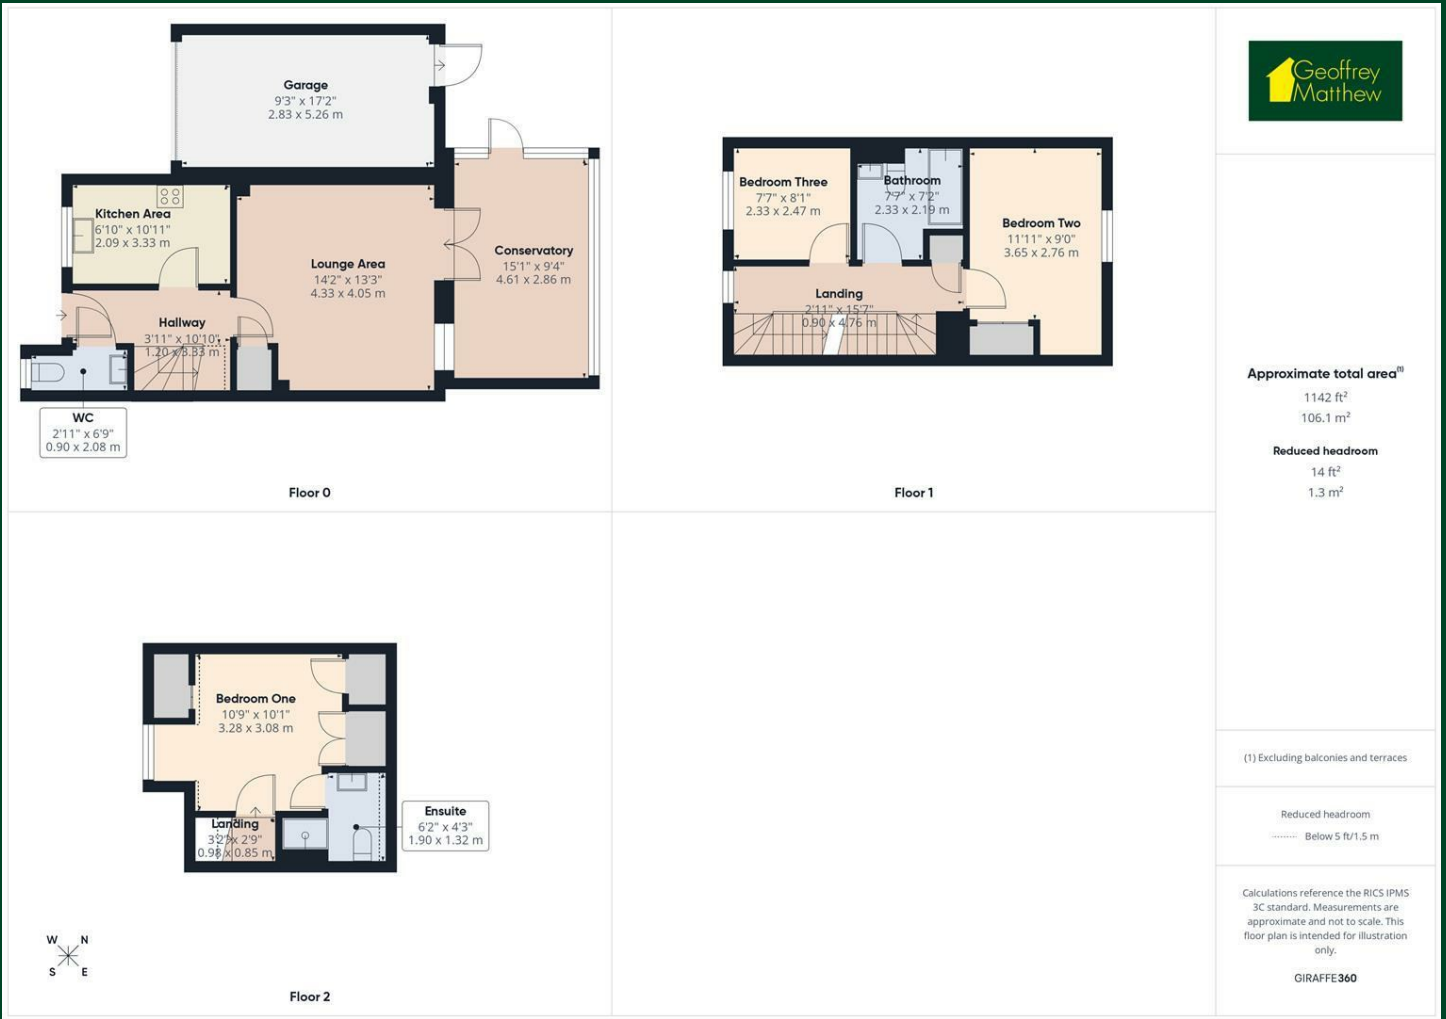 Garage
9'3" x 17'2"
2.83 x 5.26 m
Kitchen Area
6'10" x 10'11"
2.09 x 3.33 m
Lounge Area
14'2" x 13'3"
4.33 x 4.05 m
Conservatory
15'1" x 9'4"
4.61 x 2.86 m
Hallway
3'11" x 10'10"
1.20 x 3.33 m
WC
2'11" x 6'9"
0.90 x 2.08 m
Floor 0
Bedroom Three
7'7" x 8'1"
2.33 x 2.47 m
Bathroom
7'7" x 7'2"
2.33 x 2.19 m
Bedroom Two
11'11" x 9'0"
3.65 x 2.76 m
Landing
2'11" x 15'7"
0.90 x 4.76 m
Floor 1
Bedroom One
10'9" x 10'1"
3.28 x 3.08 m
Landing
3'2" x 2'9"
0.98 x 0.85 m
Ensuite
6'2" x 4'3"
1.90 x 1.32 m
W N
S E
Floor 2
Geoffrey
Matthew
Approximate total area(1)
1142 ft²
106.1 m²
Reduced headroom
14 ft²
1.3 m²
(1) Excluding balconies and terraces
Reduced headroom
Below 5 ft/1.5 m
Calculations reference the RICS IPMS
3C standard. Measurements are
approximate and not to scale. This
floor plan is intended for illustration
only.
GIRAFFE360